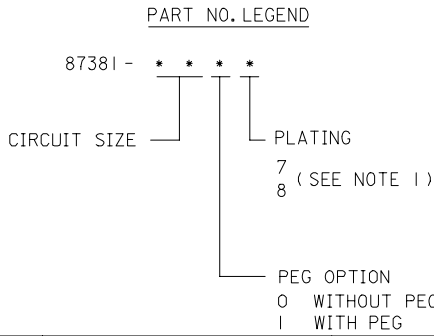 PART NO. LEGEND
87381 - * * * *
CIRCUIT SIZE
PLATING
7
8 (SEE NOTE 1)
PEG OPTION
0 WITHOUT PEG
1 WITH PEG